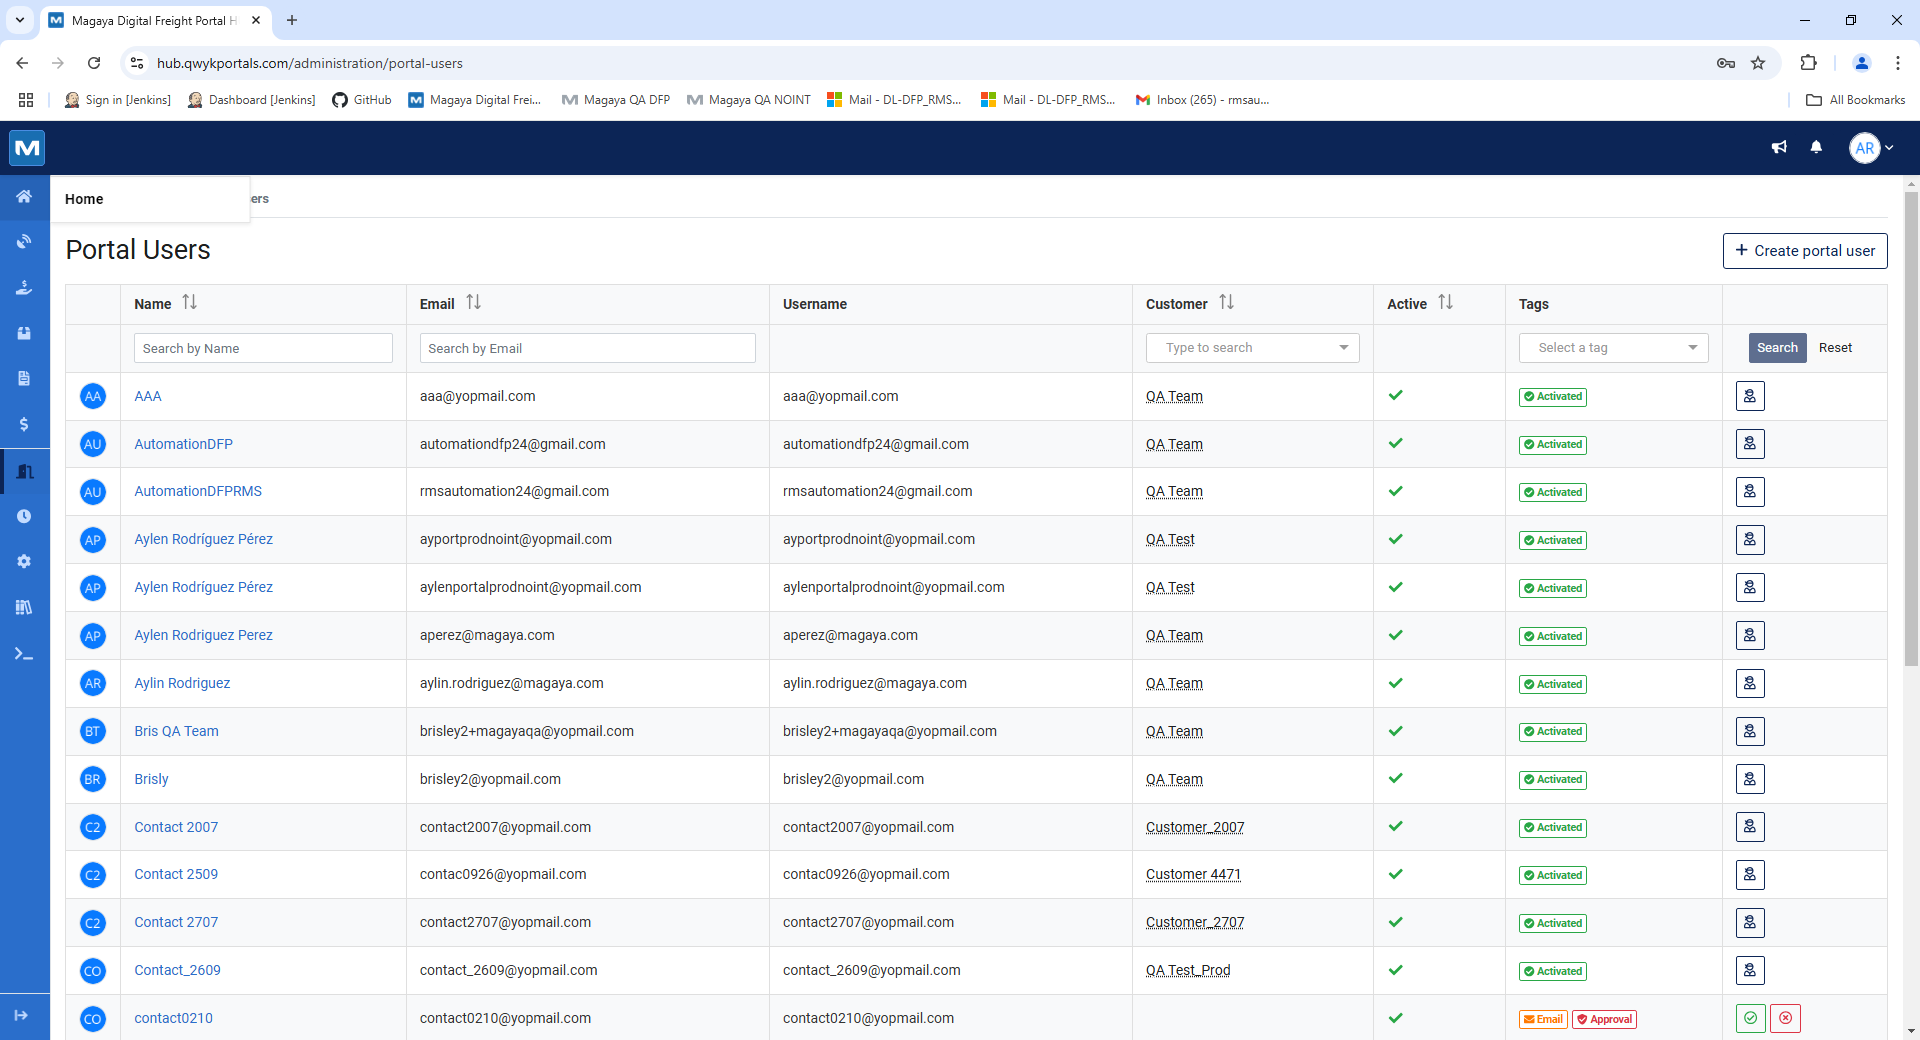 Magaya Digital Freight Portal H
hub.qwykportals.com/administration/portal-users
Sign in [Jenkins]
Dashboard [Jenkins]
GitHub
Magaya Digital Frei...
Magaya QA DFP
Magaya QA NOINT
Mail - DL-DFP_RMS...
Mail - DL-DFP_RMS...
Inbox (265) - rmsau...
All Bookmarks
M
AR
Home
ers
Portal Users
+ Create portal user
Name Email Username Customer Active Tags
Search by Name Search by Email Type to search Select a tag Search Reset
AA AAA aaa@yopmail.com aaa@yopmail.com QA Team Activated
AU AutomationDFP automationdfp24@gmail.com automationdfp24@gmail.com QA Team Activated
AU AutomationDFPRMS rmsautomation24@gmail.com rmsautomation24@gmail.com QA Team Activated
AP Aylen Rodríguez Pérez ayportprodnoint@yopmail.com ayportprodnoint@yopmail.com QA Test Activated
AP Aylen Rodríguez Pérez aylenportalprodnoint@yopmail.com aylenportalprodnoint@yopmail.com QA Test Activated
AP Aylen Rodriguez Perez aperez@magaya.com aperez@magaya.com QA Team Activated
AR Aylin Rodriguez aylin.rodriguez@magaya.com aylin.rodriguez@magaya.com QA Team Activated
BT Bris QA Team brisley2+magayaqa@yopmail.com brisley2+magayaqa@yopmail.com QA Team Activated
BR Brisly brisley2@yopmail.com brisley2@yopmail.com QA Team Activated
C2 Contact 2007 contact2007@yopmail.com contact2007@yopmail.com Customer_2007 Activated
C2 Contact 2509 contac0926@yopmail.com contac0926@yopmail.com Customer 4471 Activated
C2 Contact 2707 contact2707@yopmail.com contact2707@yopmail.com Customer_2707 Activated
CO Contact_2609 contact_2609@yopmail.com contact_2609@yopmail.com QA Test_Prod Activated
CO contact0210 contact0210@yopmail.com contact0210@yopmail.com Email Approval